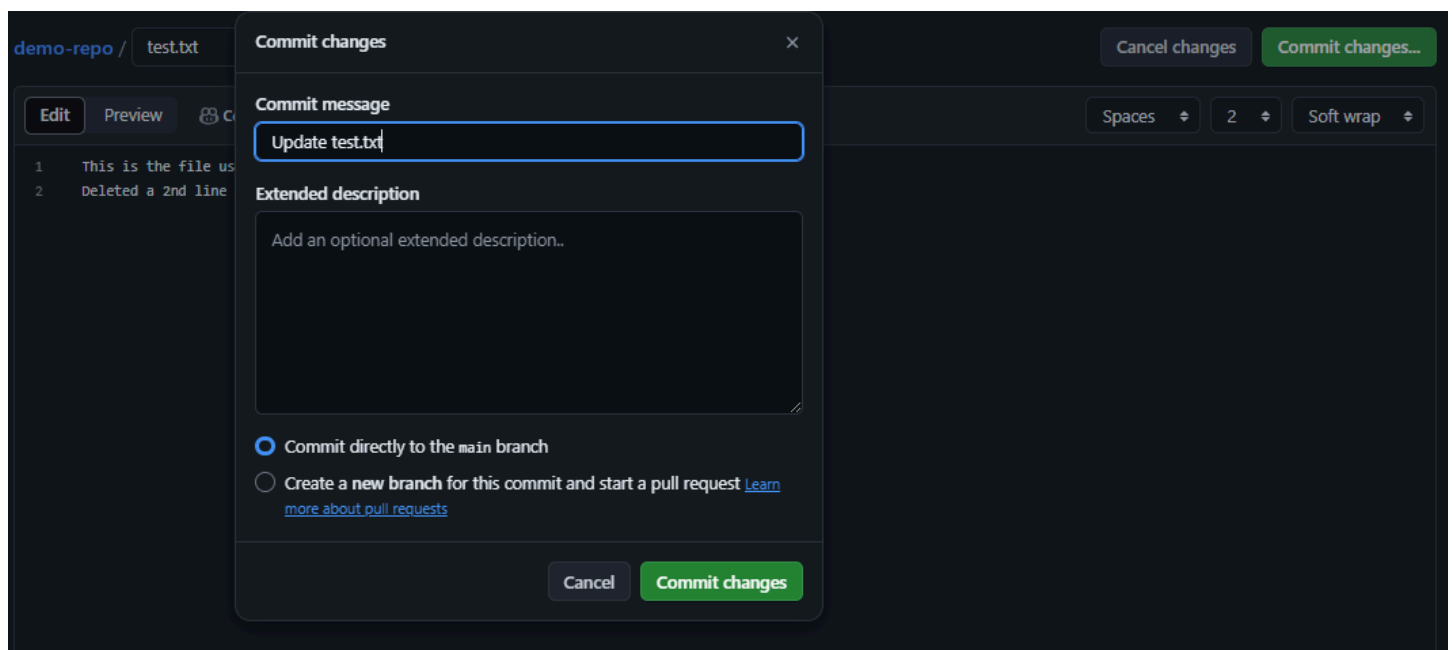 demo-repo / test.txt
Cancel changes
Commit changes...
Edit
Preview
Spaces
2
Soft wrap
1 This is the file
2 Deleted a 2nd line
Commit changes
Commit message
Update test.txt
Extended description
Add an optional extended description..
Commit directly to the main branch
Create a new branch for this commit and start a pull request Learn
more about pull requests
Cancel
Commit changes